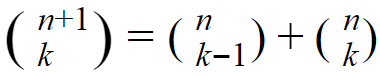 (n+1
k) = (n
k−1) + (n
k)